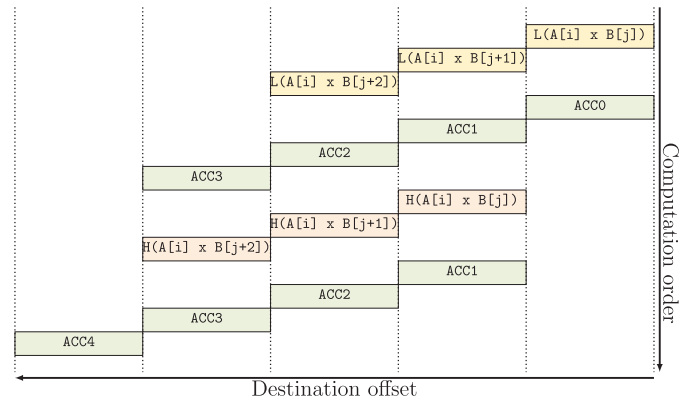 L(A[i] x B[j])
L(A[i] x B[j+1])
L(A[i] x B[j+2])
ACC0
ACC1
ACC2
ACC3
H(A[i] x B[j])
H(A[i] x B[j+1])
H(A[i] x B[j+2])
ACC1
ACC2
ACC3
ACC4
Computation order
Destination offset